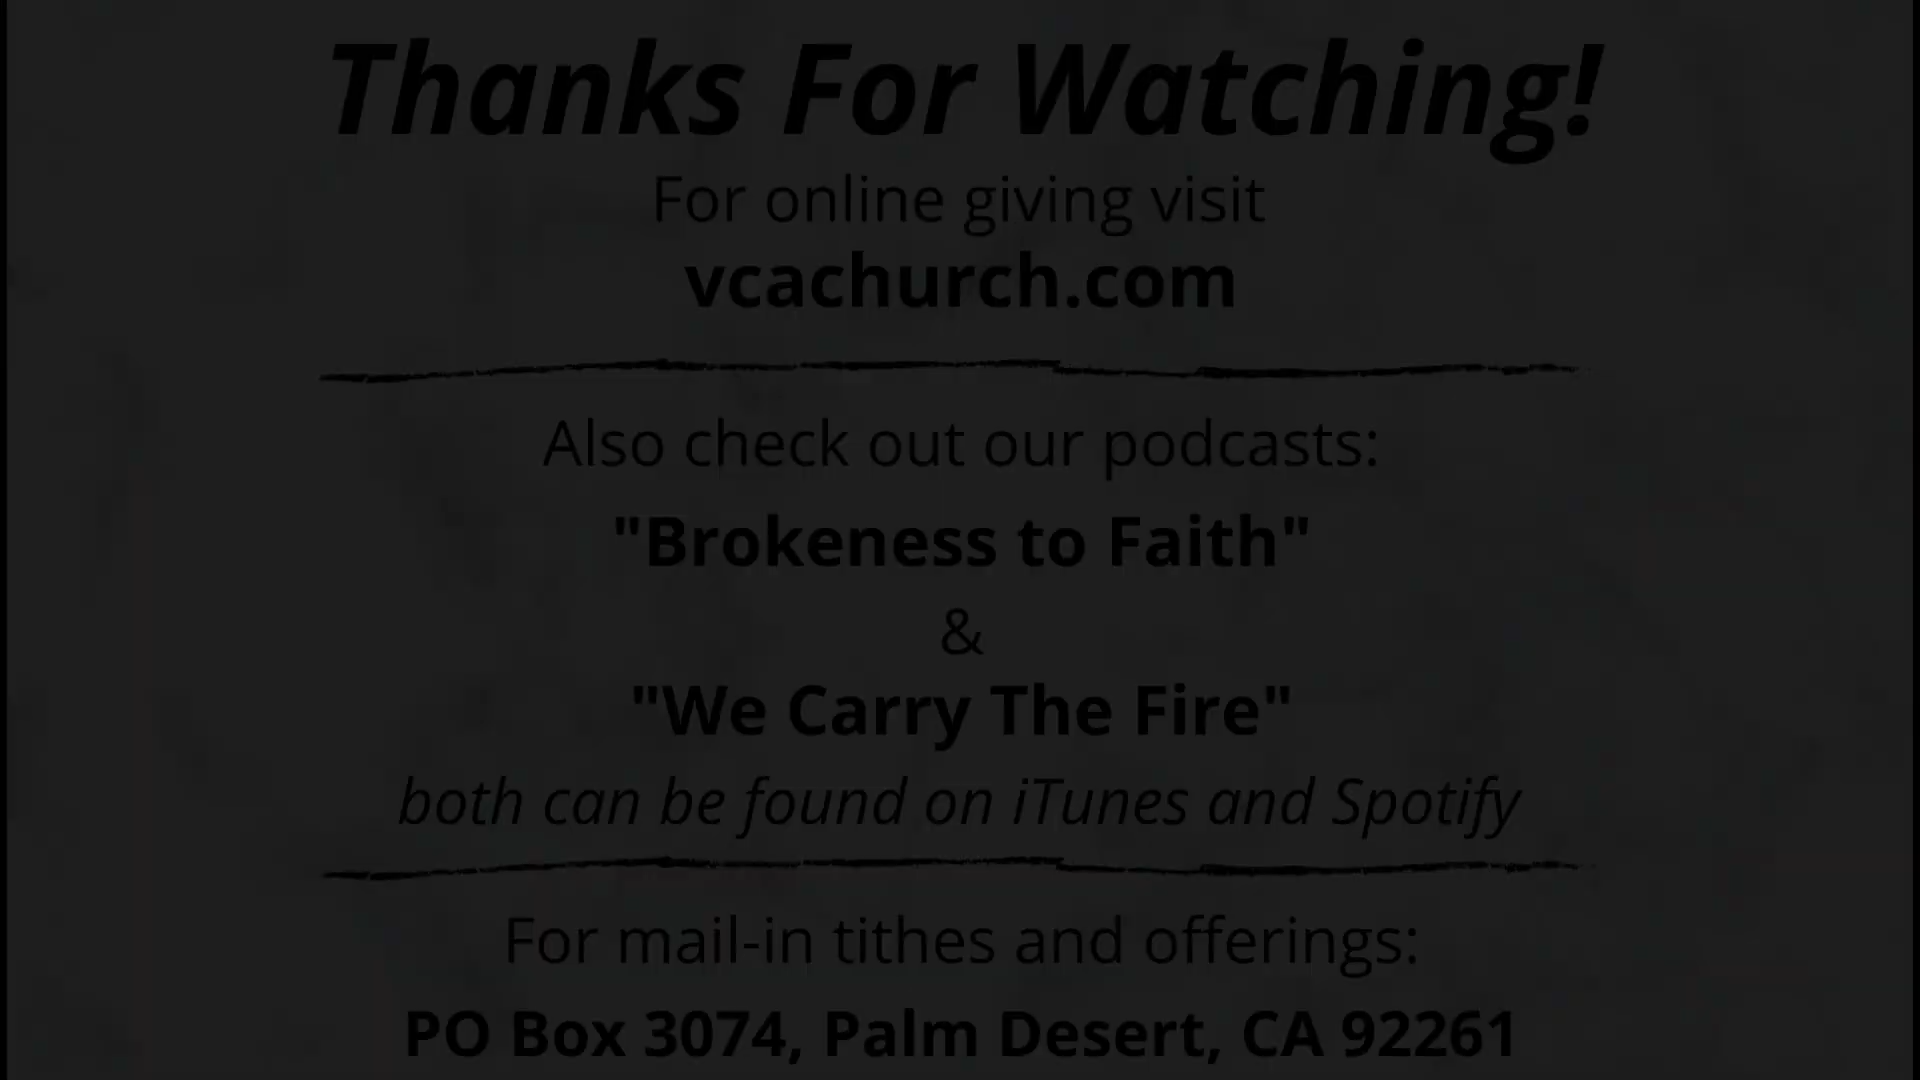 Thanks For Watching!
For online giving visit
vcachurch.com
Also check out our podcasts:
"Brokeness to Faith"
&
"We Carry The Fire"
both can be found on iTunes and Spotify
For mail-in tithes and offerings:
PO Box 3074, Palm Desert, CA 92261